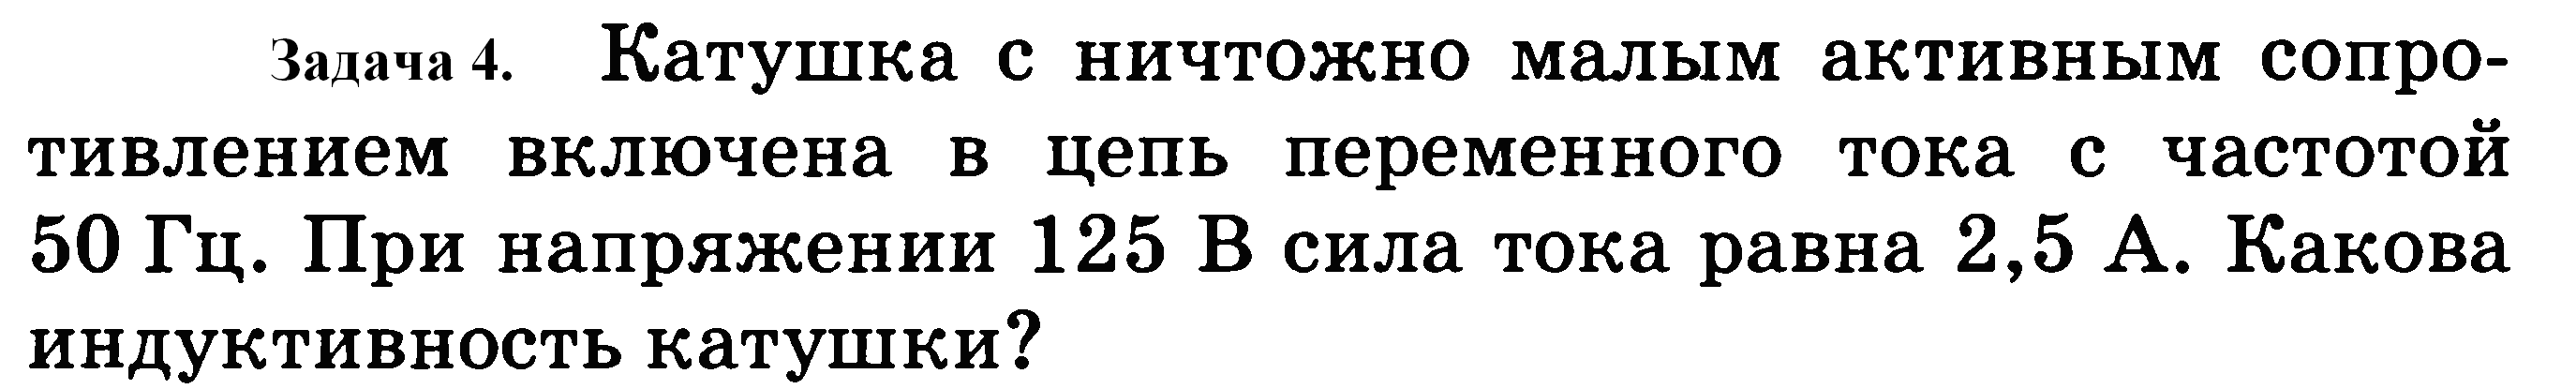 Задача 4. Катушка с ничтожно малым активным сопро-
тивлением включена в цепь переменного тока с частотой
50 Гц. При напряжении 125 В сила тока равна 2,5 А. Какова
индуктивность катушки?